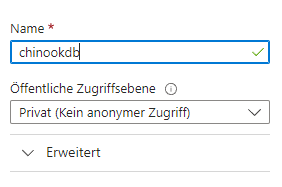 Name *
chinookdb
Öffentliche Zugriffsebene
Privat (Kein anonymer Zugriff)
Erweitert